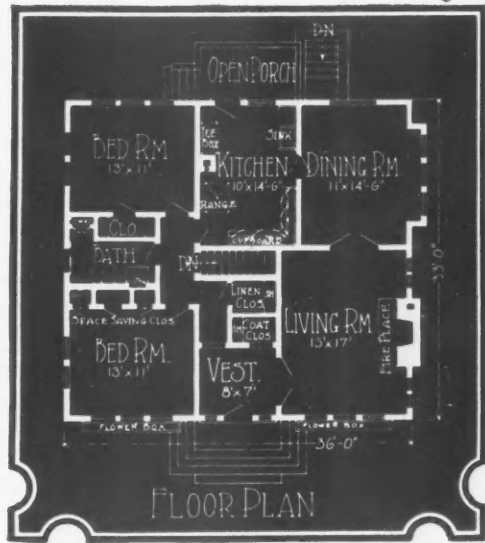 DN
OPEN PORCH
BED RM.
13'x11'
ICE
BOX
SINK
KITCHEN
10'x14'-6"
DINING RM.
11'x14'-6"
RANGE
CLO.
BATH
CUPBOARD
DN
33'-0"
LINEN
CLOS
SH
SPACE SAVING CLOS
SH
COAT
CLOS
LIVING RM.
13'x17'
FIRE PLACE
BED RM.
13'x11'
VEST.
8'x7'
FLOWER BOX
FLOWER BOX
36'-0"
FLOOR PLAN